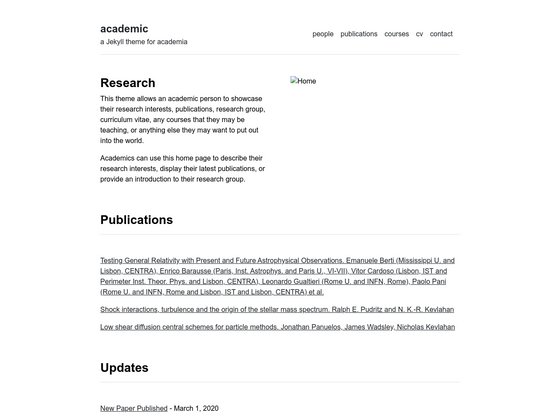 academic
a Jekyll theme for academia
people publications courses cv contact
Research
This theme allows an academic person to showcase
their research interests, publications, research group,
curriculum vitae, any courses that they may be
teaching, or anything else they may want to put out
into the world.
Academics can use this home page to describe their
research interests, display their latest publications, or
provide an introduction to their research group.
Home
Publications
Testing General Relativity with Present and Future Astrophysical Observations. Emanuele Berti (Mississippi U. and
Lisbon, CENTRA), Enrico Barausse (Paris, Inst. Astrophys. and Paris U., VI-VII), Vitor Cardoso (Lisbon, IST and
Perimeter Inst. Theor. Phys. and Lisbon, CENTRA), Leonardo Gualtieri (Rome U. and INFN, Rome), Paolo Pani
(Rome U. and INFN, Rome and Lisbon, IST and Lisbon, CENTRA) et al.
Shock interactions, turbulence and the origin of the stellar mass spectrum. Ralph E. Pudritz and N. K.-R. Kevlahan
Low shear diffusion central schemes for particle methods. Jonathan Panuelos, James Wadsley, Nicholas Kevlahan
Updates
New Paper Published - March 1, 2020